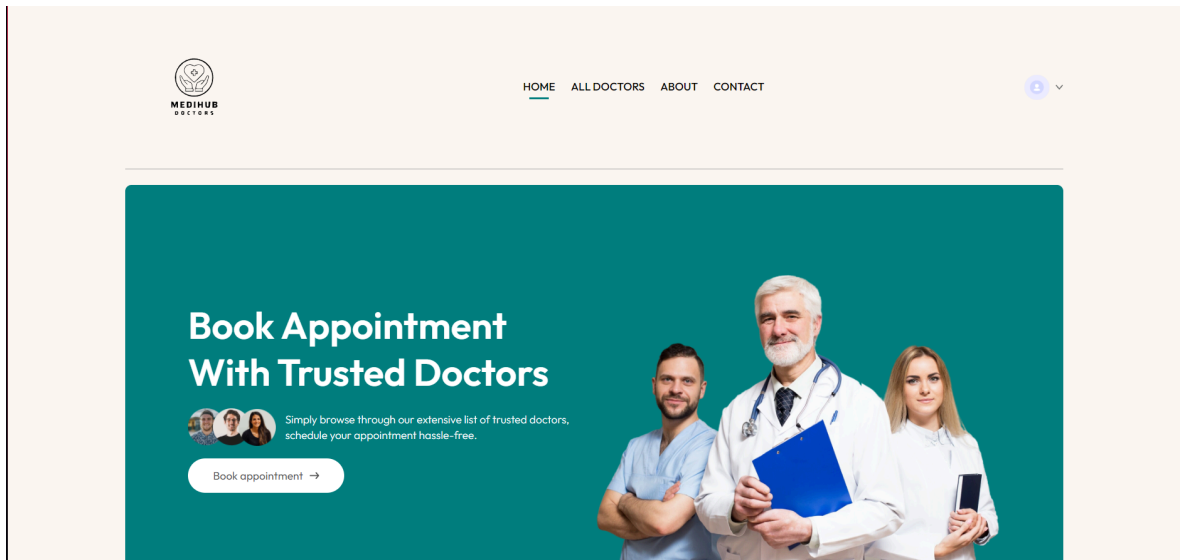 MEDIHUB
DOCTORS
HOME ALL DOCTORS ABOUT CONTACT
Book Appointment
With Trusted Doctors
Simply browse through our extensive list of trusted doctors,
schedule your appointment hassle-free.
Book appointment →